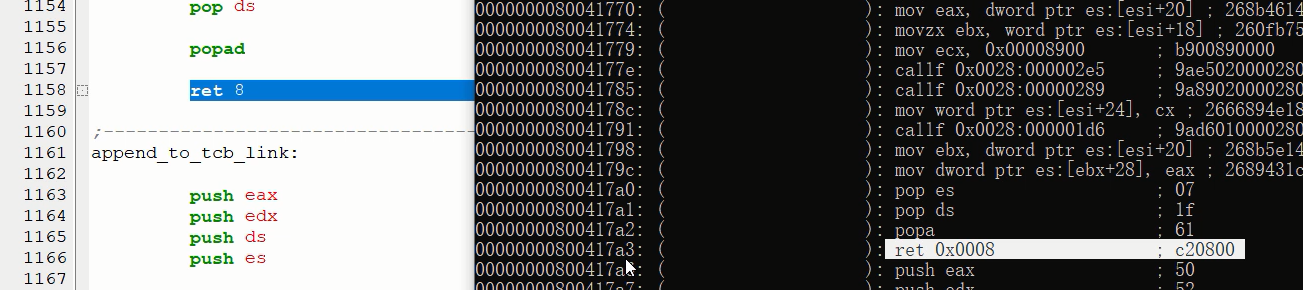 1154 pop ds
1155
1156 popad
1157
1158 ret 8
1159
1160 ;---------------------------------------
1161 append_to_tcb_link:
1162
1163 push eax
1164 push edx
1165 push ds
1166 push es
1167
0000000080041770: ( ): mov eax, dword ptr es:[esi+20] ; 268b4614
0000000080041774: ( ): movzx ebx, word ptr es:[esi+18] ; 260fb75
0000000080041779: ( ): mov ecx, 0x00008900 ; b900890000
000000008004177e: ( ): callf 0x0028:000002e5 ; 9ae5020000280
0000000080041785: ( ): callf 0x0028:00000289 ; 9a89020000280
000000008004178c: ( ): mov word ptr es:[esi+24], cx ; 2666894e18
0000000080041791: ( ): callf 0x0028:000001d6 ; 9ad6010000280
0000000080041798: ( ): mov ebx, dword ptr es:[esi+20] ; 268b5e14
000000008004179c: ( ): mov dword ptr es:[ebx+28], eax ; 2689431c
00000000800417a0: ( ): pop es ; 07
00000000800417a1: ( ): pop ds ; 1f
00000000800417a2: ( ): popa ; 61
00000000800417a3: ( ): ret 0x0008 ; c20800
( ): push eax ; 50
00000000800417a7: ( ): push edx ; 52